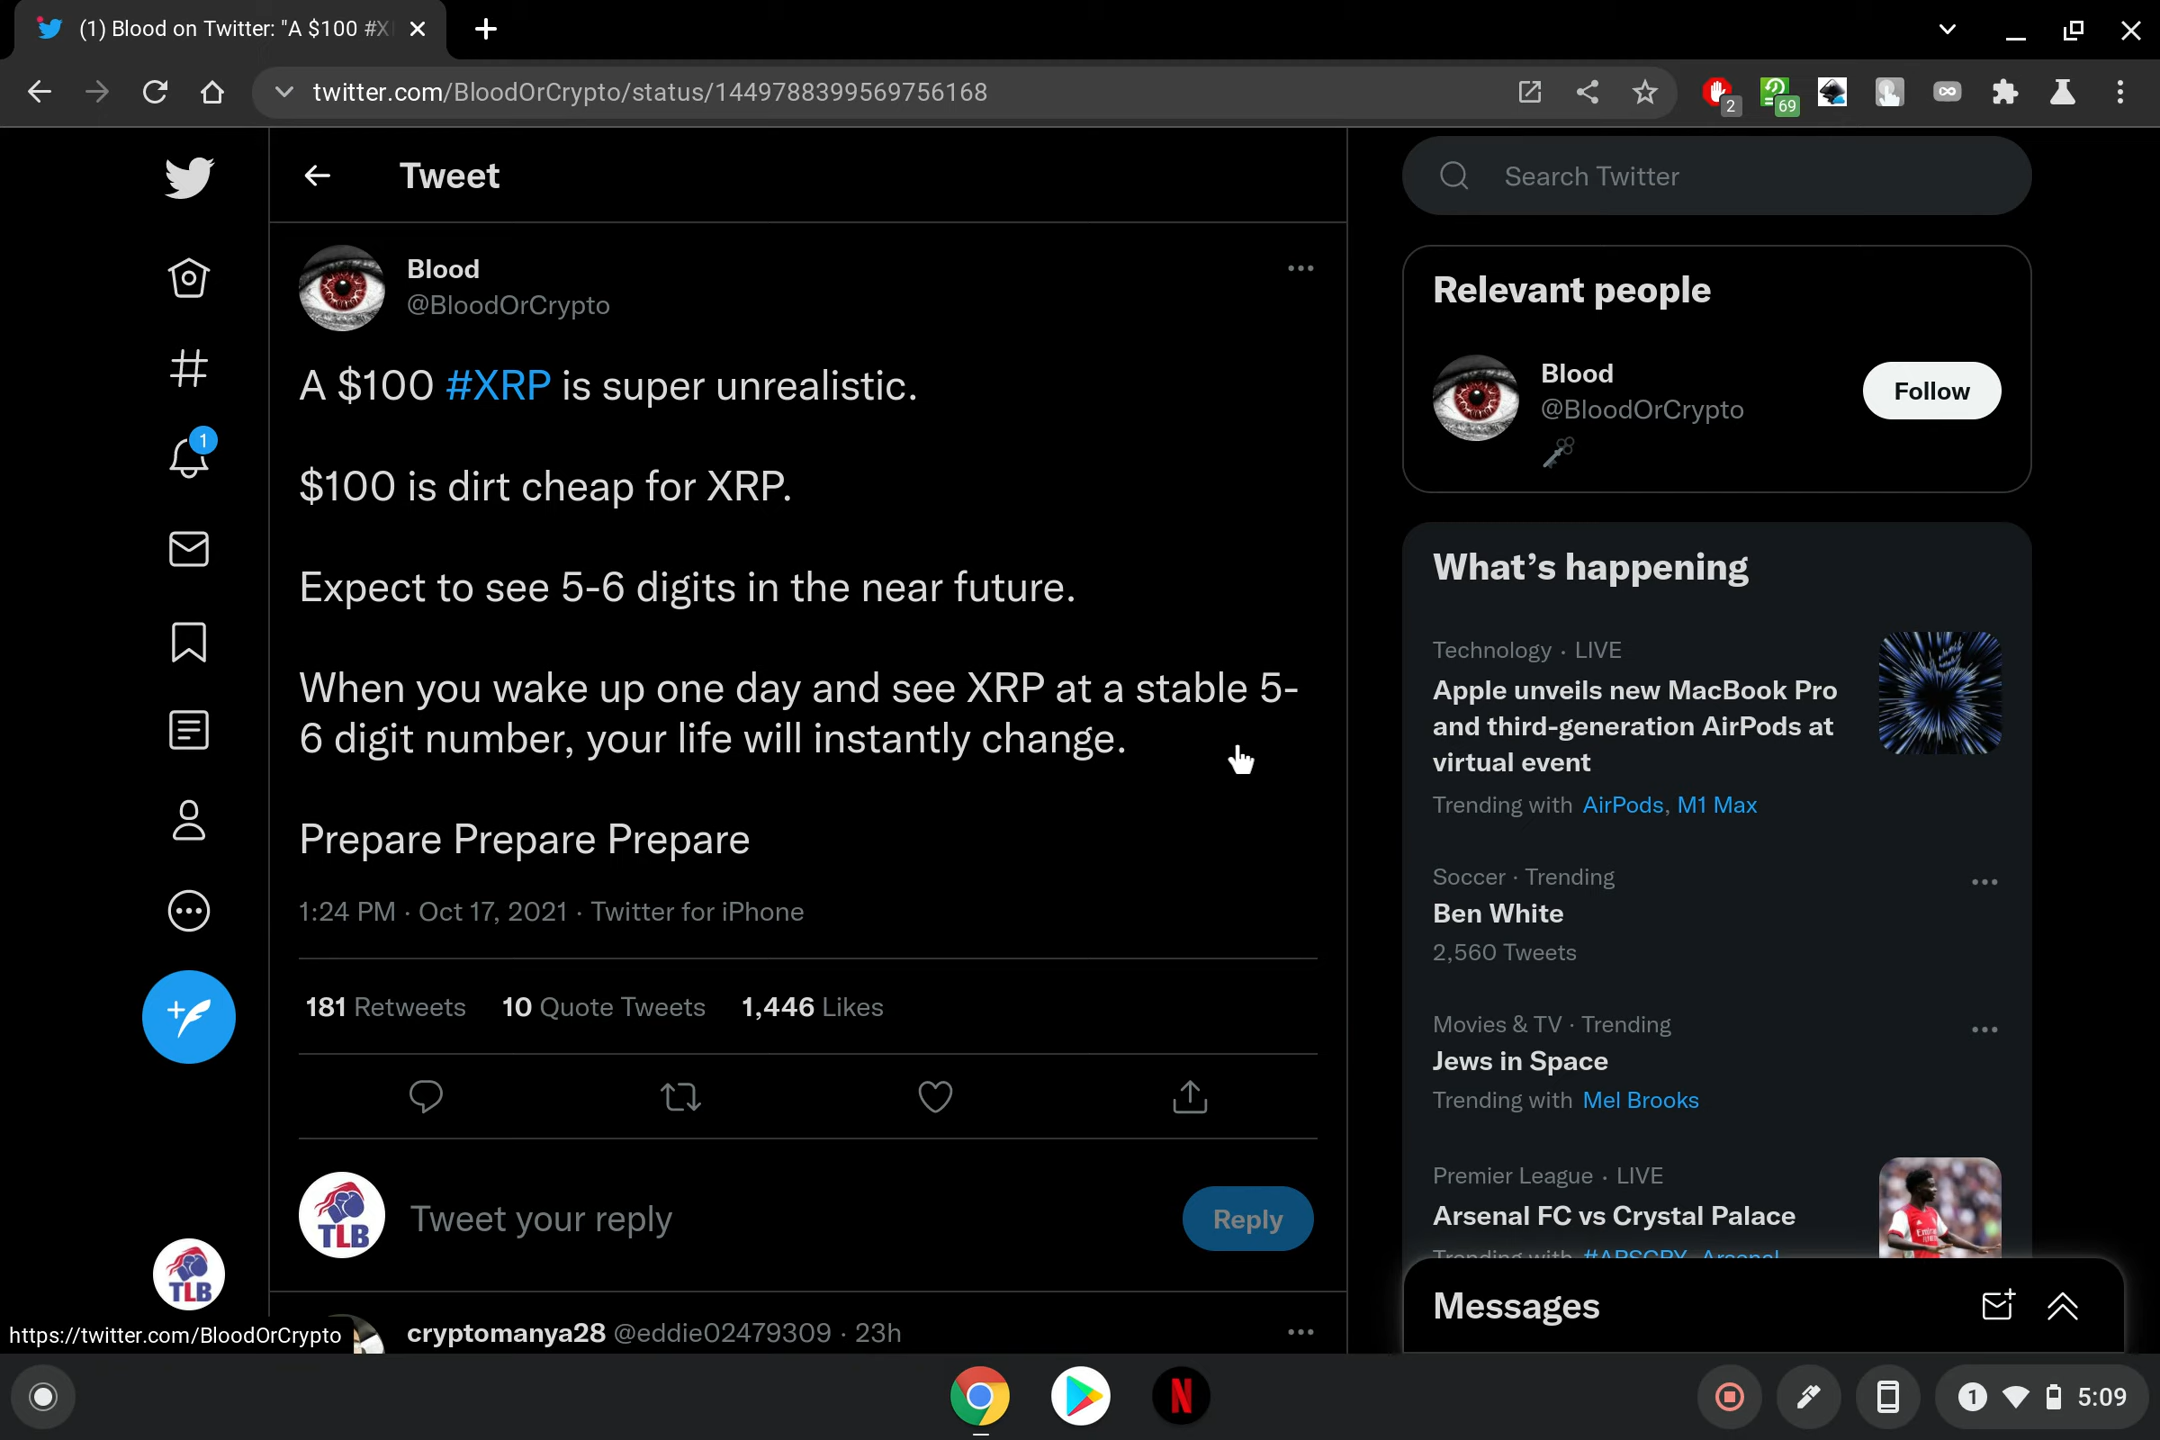 (1) Blood on Twitter: "A $100 #X
twitter.com/BloodOrCrypto/status/1449788399569756168
2
69
Tweet
Search Twitter
Blood
@BloodOrCrypto
A $100 #XRP is super unrealistic.
$100 is dirt cheap for XRP.
Expect to see 5-6 digits in the near future.
When you wake up one day and see XRP at a stable 5-
6 digit number, your life will instantly change.
Prepare Prepare Prepare
1:24 PM · Oct 17, 2021 · Twitter for iPhone
181 Retweets 10 Quote Tweets 1,446 Likes
TLB
Tweet your reply
Reply
cryptomanya28 @eddie02479309 · 23h
1
TLB
https://twitter.com/BloodOrCrypto
Relevant people
Blood
@BloodOrCrypto
Follow
What's happening
Technology · LIVE
Apple unveils new MacBook Pro
and third-generation AirPods at
virtual event
Trending with AirPods, M1 Max
Soccer · Trending
Ben White
2,560 Tweets
Movies & TV · Trending
Jews in Space
Trending with Mel Brooks
Premier League · LIVE
Arsenal FC vs Crystal Palace
Trending with #ARSCRY, Arsenal
Messages
N
1
5:09